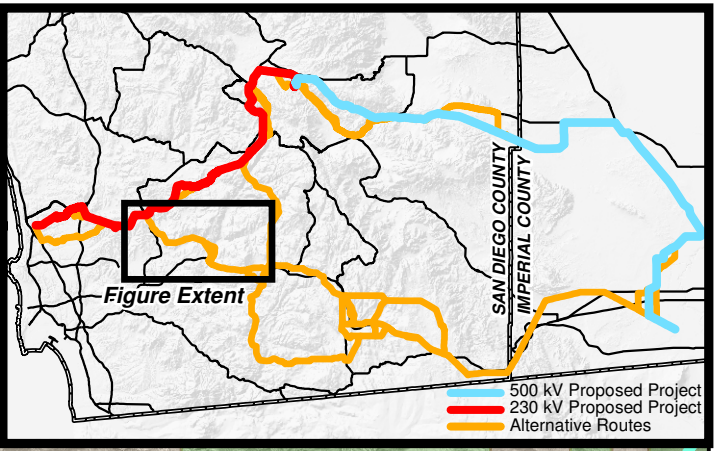 SAN DIEGO COUNTY
IMPERIAL COUNTY
Figure Extent
500 kV Proposed Project
230 kV Proposed Project
Alternative Routes